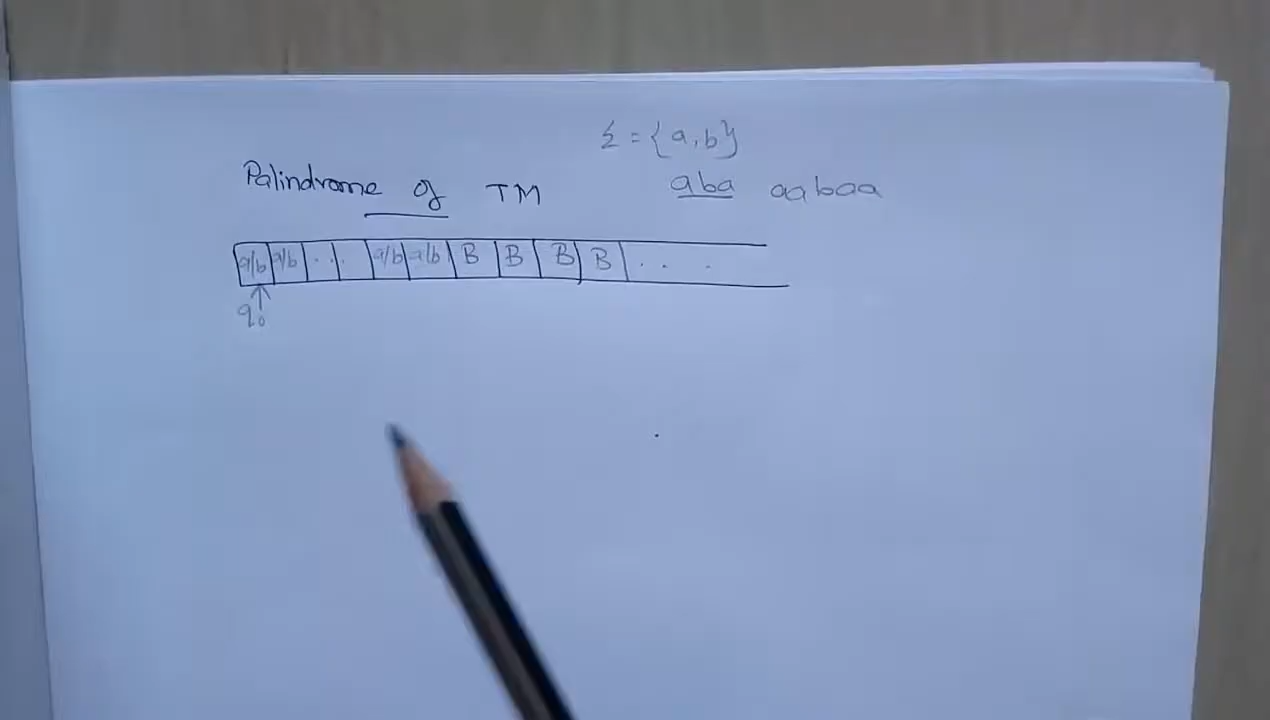 Σ = {a,b}
Palindrome of TM aba aabaa
a/b a/b . . a/b a/b B B B B . . .
q₀